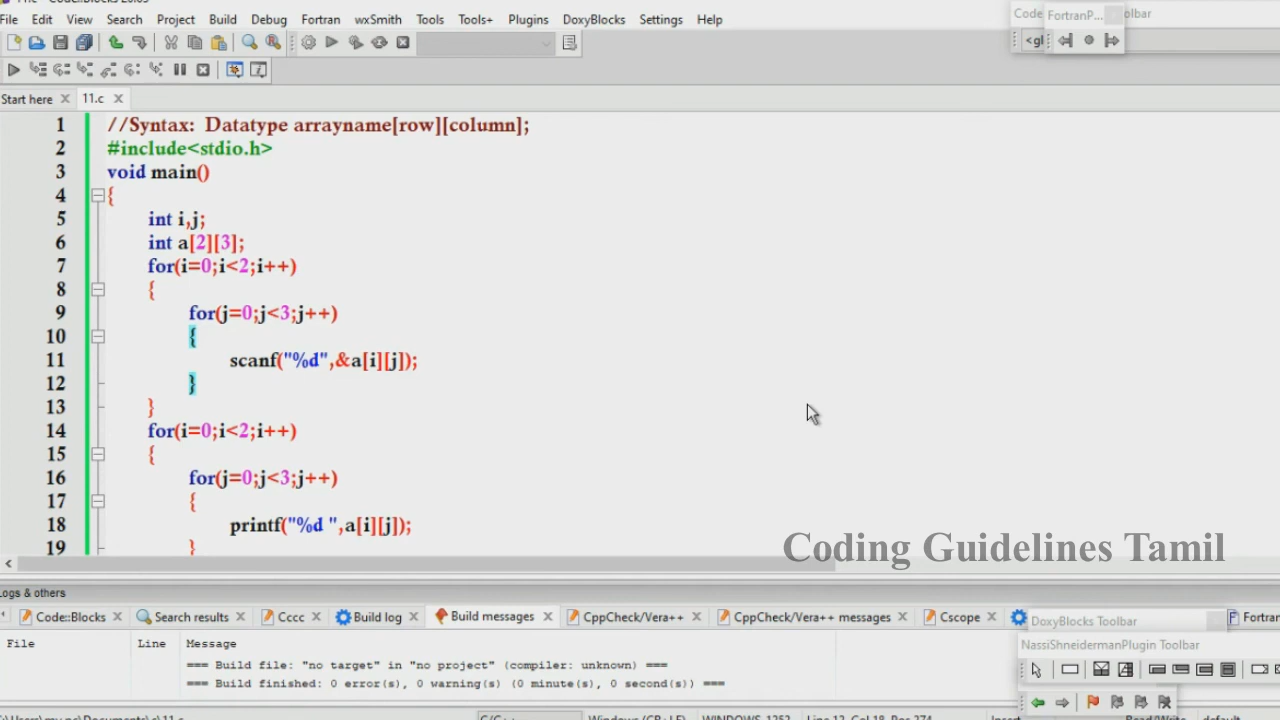 File Edit View Search Project Build Debug Fortran wxSmith Tools Tools+ Plugins DoxyBlocks Settings Help
Code FortranP... olbar
<gl
Start here 11.c
1 //Syntax: Datatype arrayname[row][column];
2 #include<stdio.h>
3 void main()
4 {
5 int i,j;
6 int a[2][3];
7 for(i=0;i<2;i++)
8 {
9 for(j=0;j<3;j++)
10 {
11 scanf("%d",&a[i][j]);
12 }
13 }
14 for(i=0;i<2;i++)
15 {
16 for(j=0;j<3;j++)
17 {
18 printf("%d ",a[i][j]);
19 }
Coding Guidelines Tamil
Logs & others
Code::Blocks Search results Cccc Build log Build messages CppCheck/Vera++ CppCheck/Vera++ messages Cscope DoxyBlocks Toolbar Fortran
File Line Message
NassiShneidermanPlugin Toolbar
=== Build file: "no target" in "no project" (compiler: unknown) ===
=== Build finished: 0 error(s), 0 warning(s) (0 minute(s), 0 second(s)) ===